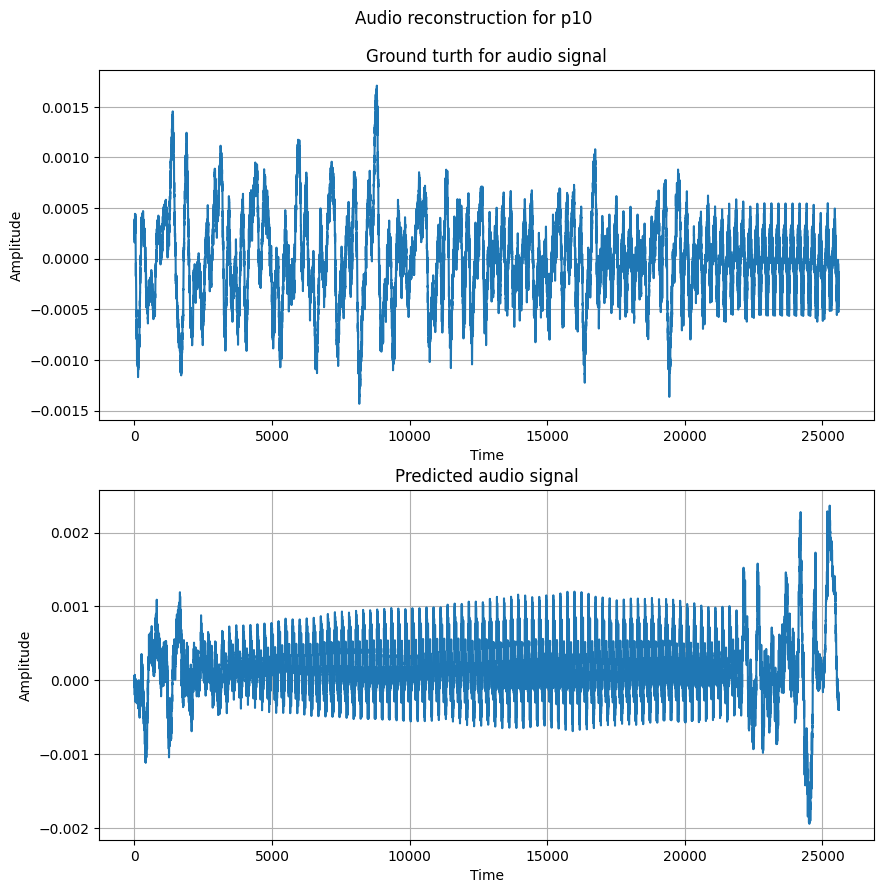 Audio reconstruction for p10
Ground turth for audio signal
0.0015
0.0010
0.0005
0.0000
−0.0005
−0.0010
−0.0015
Amplitude
0 5000 10000 15000 20000 25000
Time
Predicted audio signal
0.002
0.001
0.000
−0.001
−0.002
Amplitude
0 5000 10000 15000 20000 25000
Time